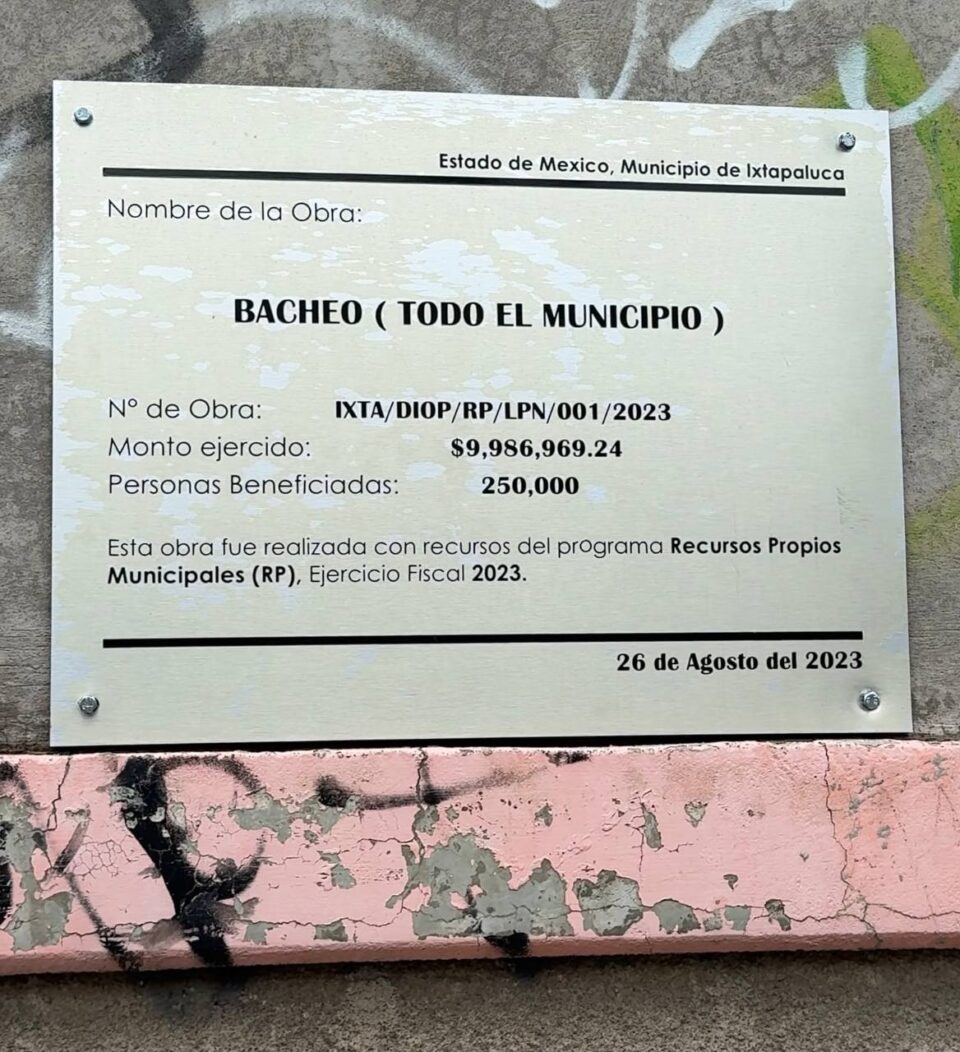 Estado de Mexico, Municipio de Ixtapaluca
Nombre de la Obra:
BACHEO ( TODO EL MUNICIPIO )
N° de Obra: IXTA/DIOP/RP/LPN/001/2023
Monto ejercido: $9,986,969.24
Personas Beneficiadas: 250,000
Esta obra fue realizada con recursos del programa Recursos Propios
Municipales (RP), Ejercicio Fiscal 2023.
26 de Agosto del 2023